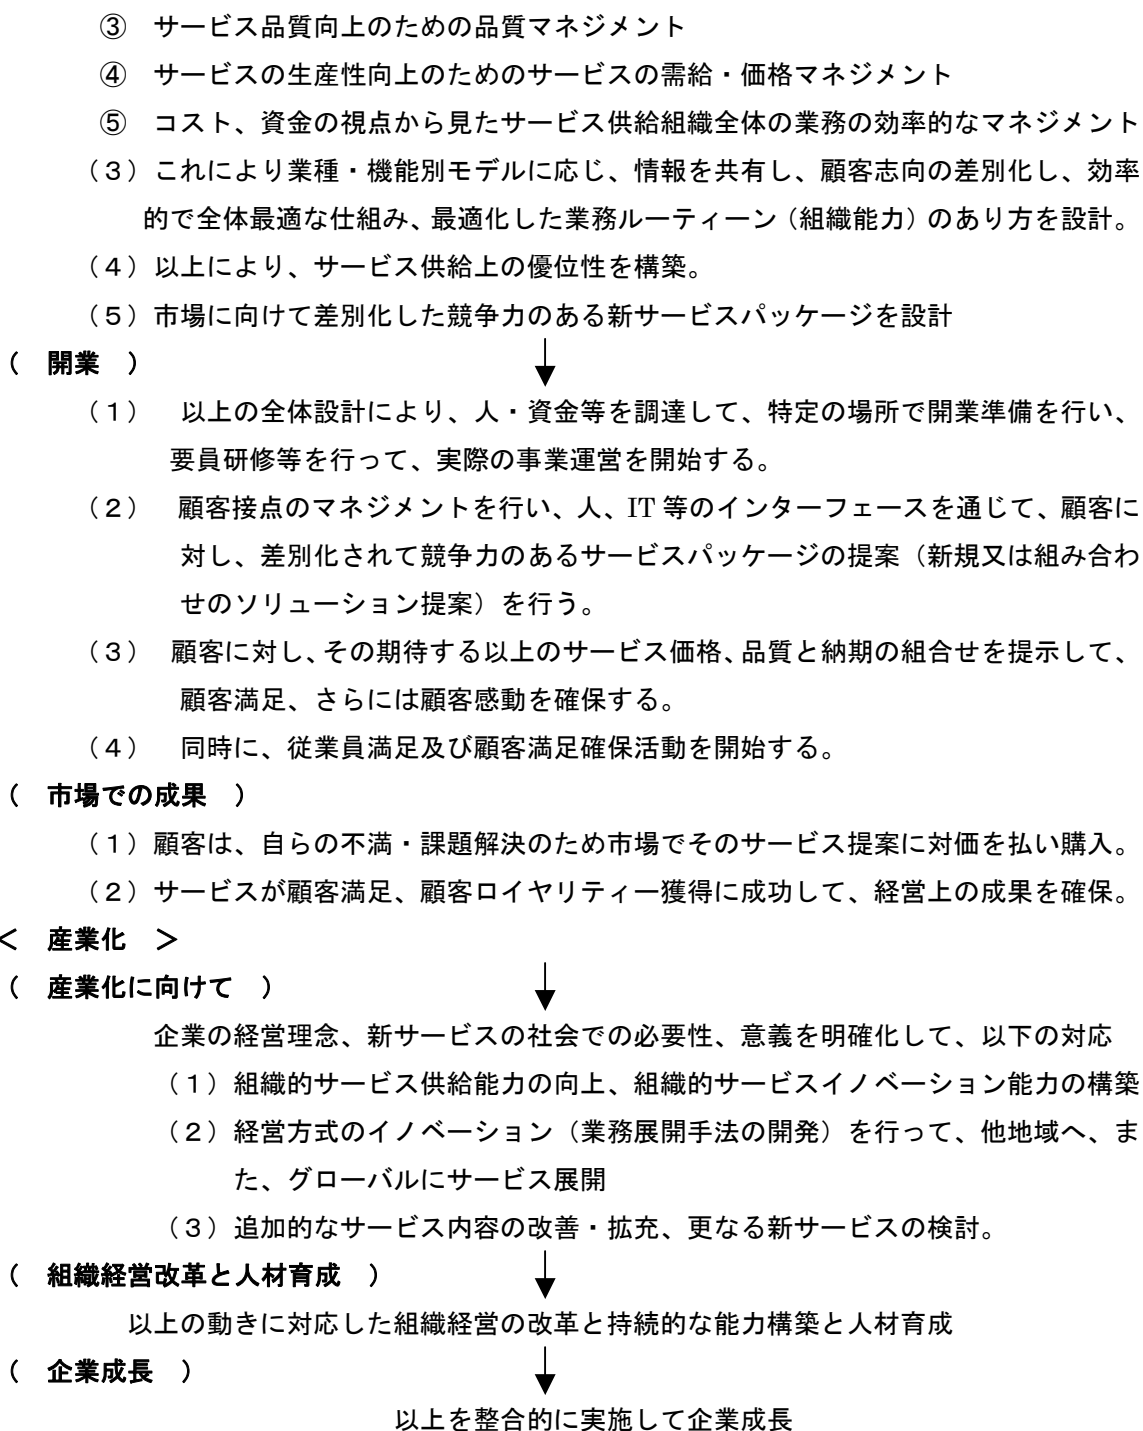 ③　サービス品質向上のための品質マネジメント
④　サービスの生産性向上のためのサービスの需給・価格マネジメント
⑤　コスト、資金の視点から見たサービス供給組織全体の業務の効率的なマネジメント
（３）これにより業種・機能別モデルに応じ、情報を共有し、顧客志向の差別化し、効率
的で全体最適な仕組み、最適化した業務ルーティーン（組織能力）のあり方を設計。
（４）以上により、サービス供給上の優位性を構築。
（５）市場に向けて差別化した競争力のある新サービスパッケージを設計
（　開業　）
（１）　以上の全体設計により、人・資金等を調達して、特定の場所で開業準備を行い、
要員研修等を行って、実際の事業運営を開始する。
（２）　顧客接点のマネジメントを行い、人、IT 等のインターフェースを通じて、顧客に
対し、差別化されて競争力のあるサービスパッケージの提案（新規又は組み合わ
せのソリューション提案）を行う。
（３）　顧客に対し、その期待する以上のサービス価格、品質と納期の組合せを提示して、
顧客満足、さらには顧客感動を確保する。
（４）　同時に、従業員満足及び顧客満足確保活動を開始する。
（　市場での成果　）
（１）顧客は、自らの不満・課題解決のため市場でそのサービス提案に対価を払い購入。
（２）サービスが顧客満足、顧客ロイヤリティー獲得に成功して、経営上の成果を確保。
＜　産業化　＞
（　産業化に向けて　）
企業の経営理念、新サービスの社会での必要性、意義を明確化して、以下の対応
（１）組織的サービス供給能力の向上、組織的サービスイノベーション能力の構築
（２）経営方式のイノベーション（業務展開手法の開発）を行って、他地域へ、ま
た、グローバルにサービス展開
（３）追加的なサービス内容の改善・拡充、更なる新サービスの検討。
（　組織経営改革と人材育成　）
以上の動きに対応した組織経営の改革と持続的な能力構築と人材育成
（　企業成長　）
以上を整合的に実施して企業成長